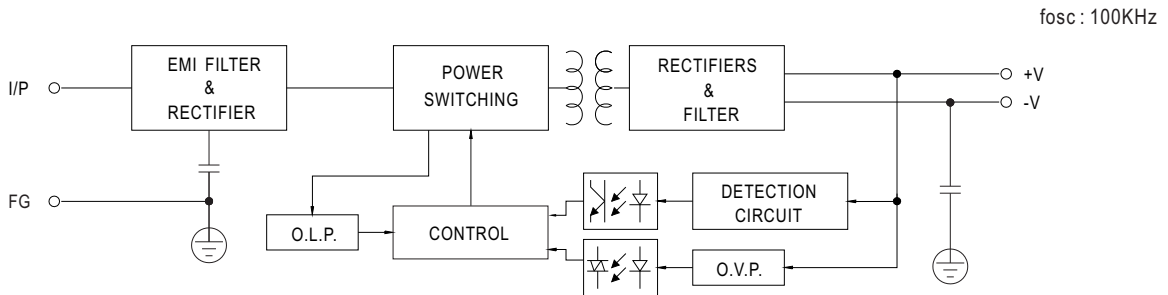 fosc : 100KHz
EMI FILTER
&
RECTIFIER
POWER
SWITCHING
RECTIFIERS
&
FILTER
I/P
+V
-V
FG
O.L.P.
CONTROL
DETECTION
CIRCUIT
O.V.P.